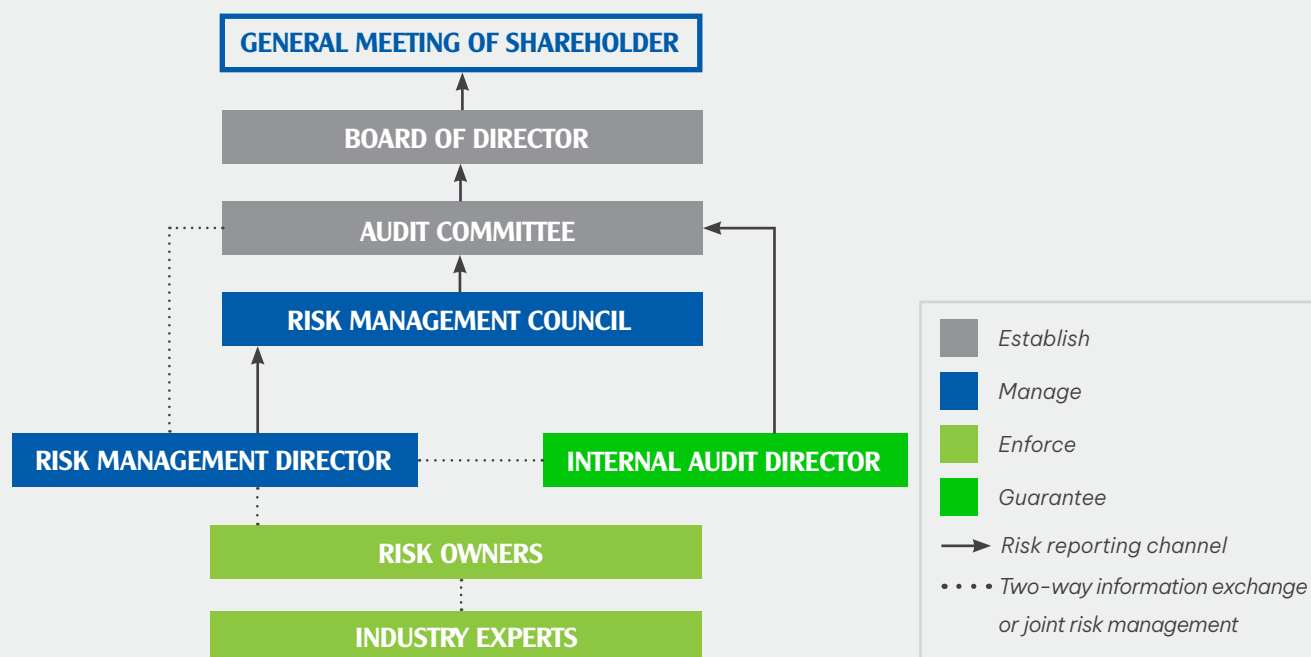 GENERAL MEETING OF SHAREHOLDER
BOARD OF DIRECTOR
AUDIT COMMITTEE
RISK MANAGEMENT COUNCIL
RISK MANAGEMENT DIRECTOR
INTERNAL AUDIT DIRECTOR
RISK OWNERS
INDUSTRY EXPERTS
Establish
Manage
Enforce
Guarantee
Risk reporting channel
Two-way information exchange
or joint risk management